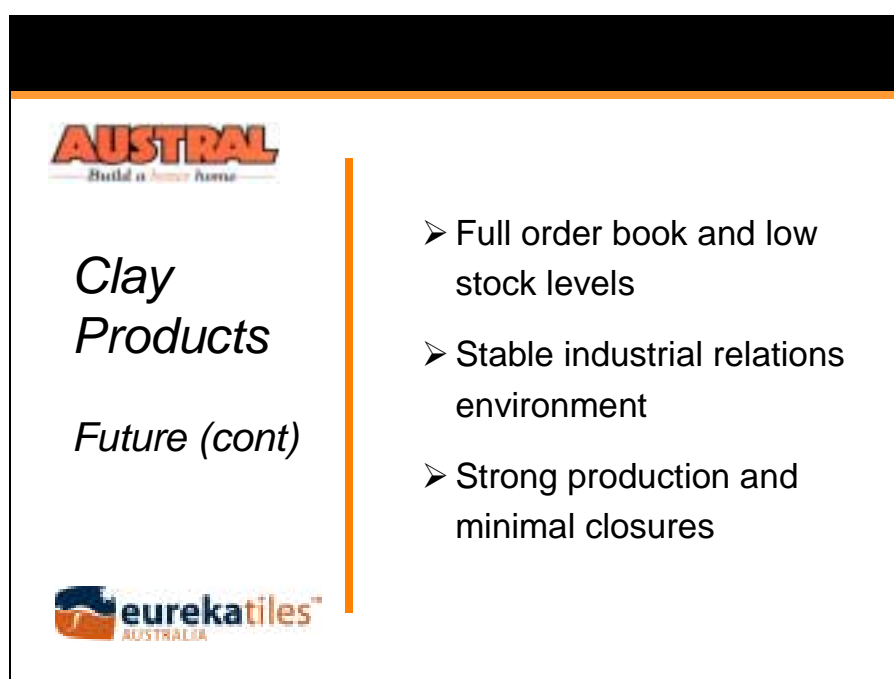 AUSTRAL
Build a better home
Clay
Products
Future (cont)
eurekatiles™
AUSTRALIA
➢ Full order book and low
stock levels
➢ Stable industrial relations
environment
➢ Strong production and
minimal closures